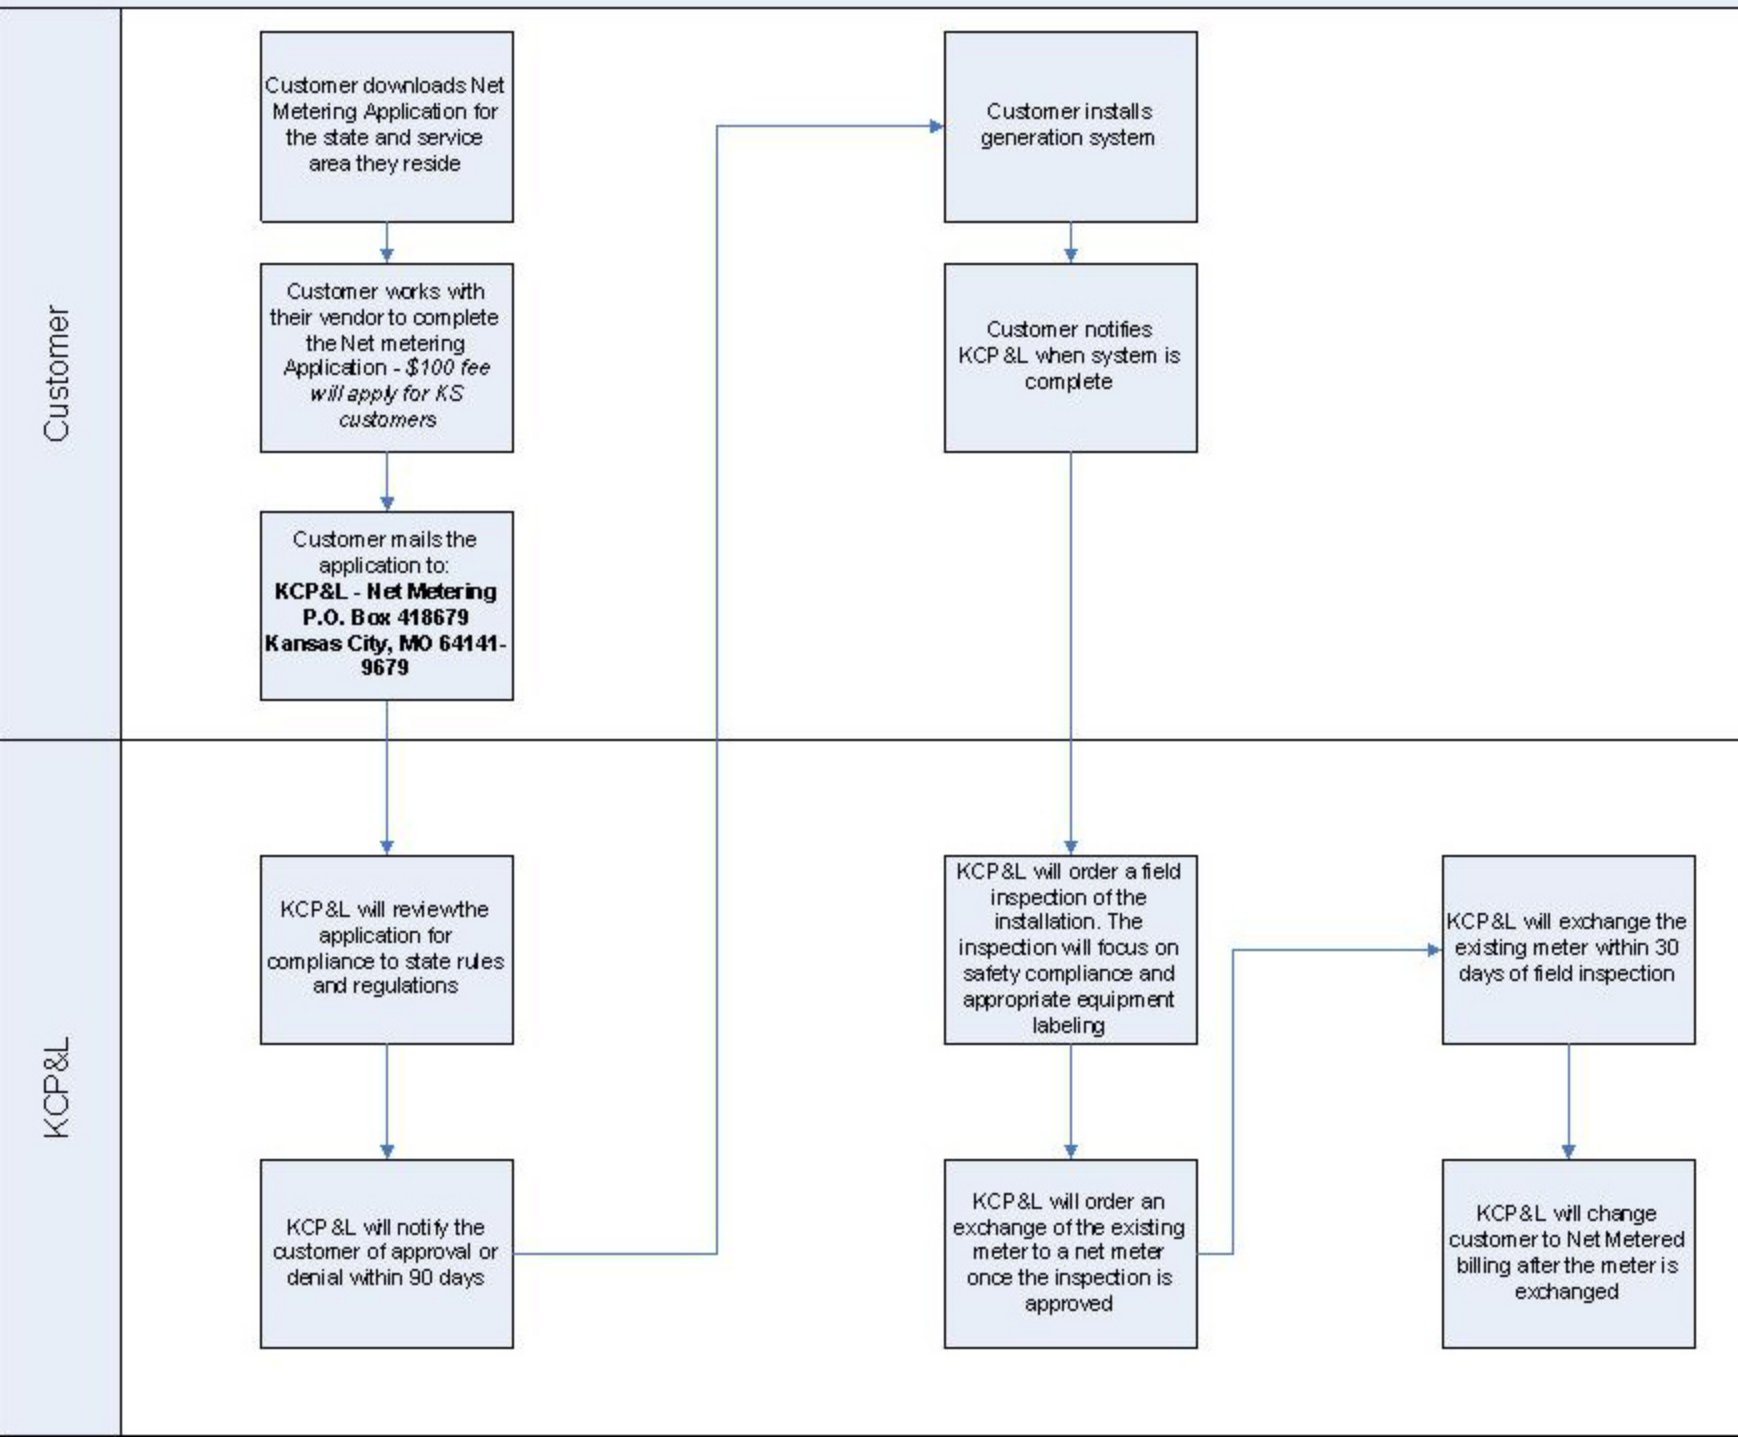 Customer
Customer downloads Net
Metering Application for
the state and service
area they reside
Customer works with
their vendor to complete
the Net metering
Application - $100 fee
will apply for KS
customers
Customer mails the
application to:
KCP&L - Net Metering
P.O. Box 418679
Kansas City, MO 64141-
9679
Customer installs
generation system
Customer notifies
KCP&L when system is
complete
KCP&L
KCP&L will review the
application for
compliance to state rules
and regulations
KCP&L will notify the
customer of approval or
denial within 90 days
KCP&L will order a field
inspection of the
installation. The
inspection will focus on
safety compliance and
appropriate equipment
labeling
KCP&L will order an
exchange of the existing
meter to a net meter
once the inspection is
approved
KCP&L will exchange the
existing meter within 30
days of field inspection
KCP&L will change
customer to Net Metered
billing after the meter is
exchanged